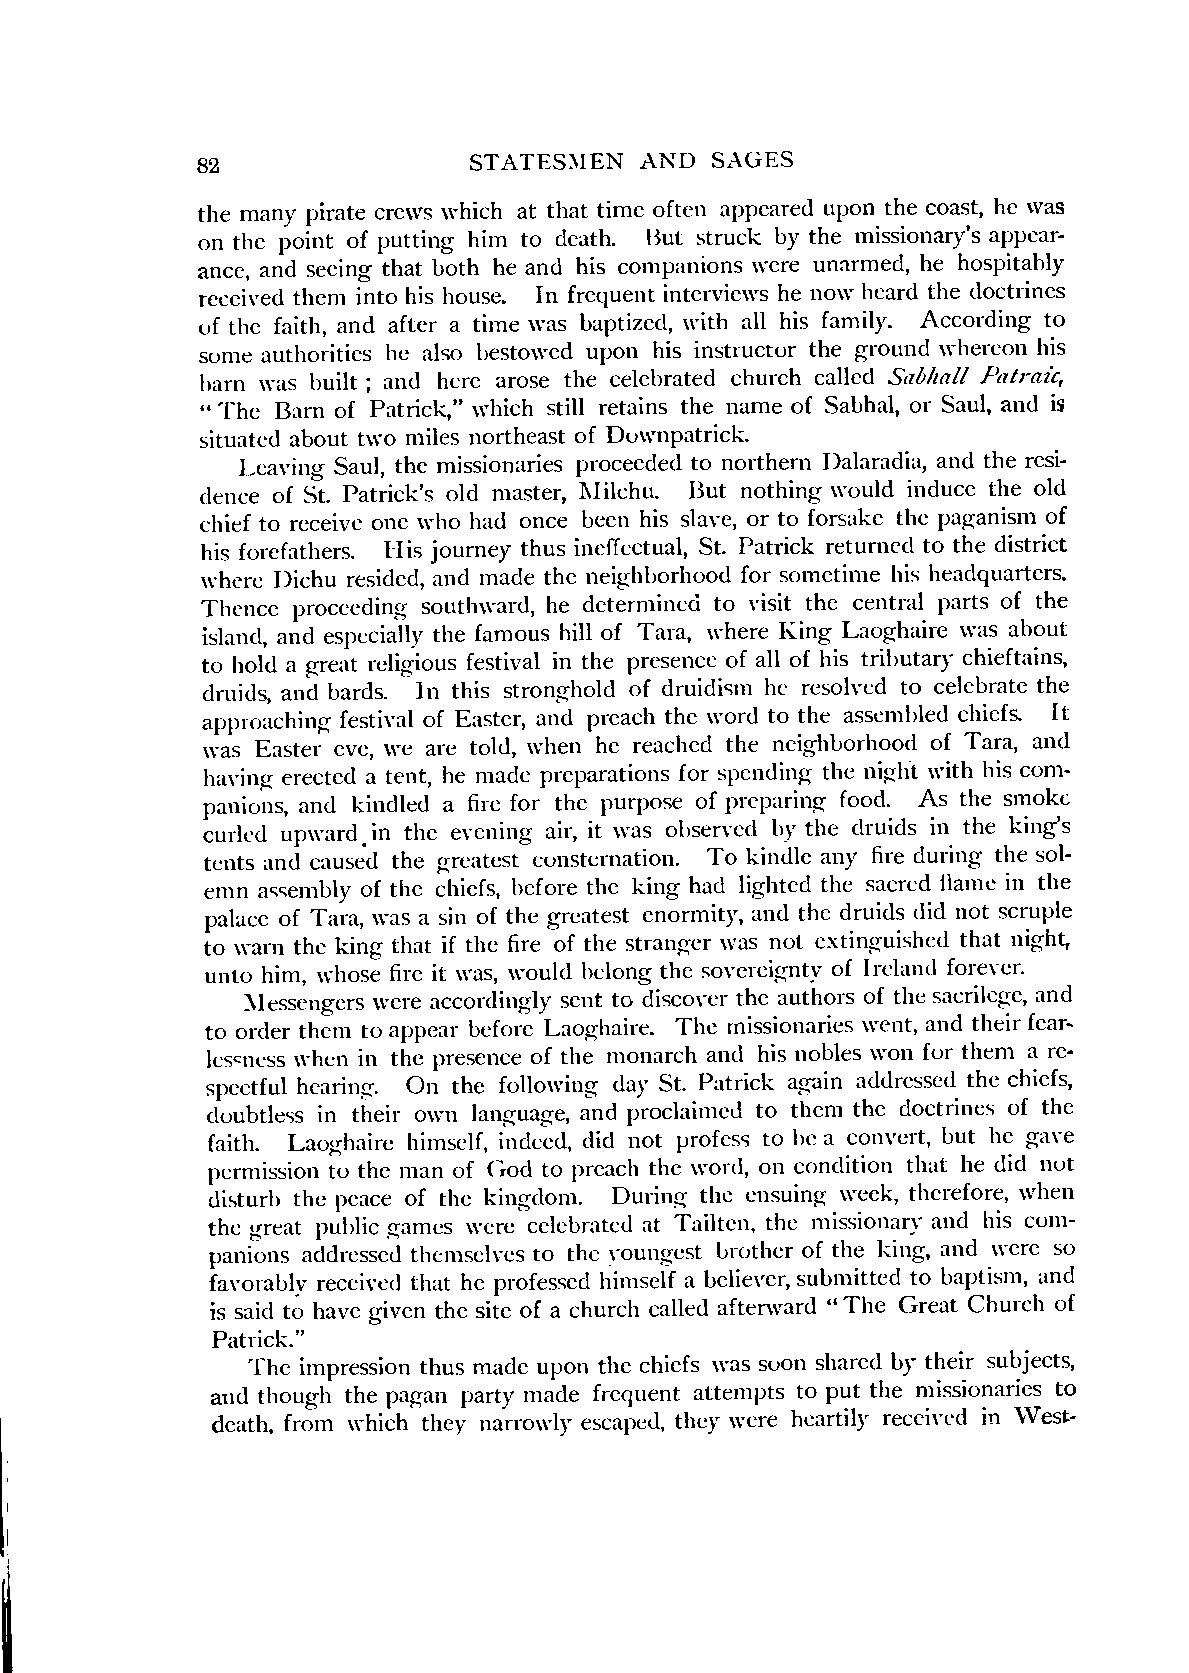 82 STATESMEN AND SAGES
the many pirate crews which at that time often appeared upon the coast, he was
on the point of putting him to death. But struck by the missionary's appear-
ance, and seeing that both he and his companions were unarmed, he hospitably
received them into his house. In frequent interviews he now heard the doctrines
of the faith, and after a time was baptized, with all his family. According to
some authorities he also bestowed upon his instructor the ground whereon his
barn was built ; and here arose the celebrated church called Sabhall Patraic,
“ The Barn of Patrick,” which still retains the name of Sabhal, or Saul, and is
situated about two miles northeast of Downpatrick.
Leaving Saul, the missionaries proceeded to northern Dalaradia, and the resi-
dence of St. Patrick's old master, Milchu. But nothing would induce the old
chief to receive one who had once been his slave, or to forsake the paganism of
his forefathers. His journey thus ineffectual, St. Patrick returned to the district
where Dichu resided, and made the neighborhood for sometime his headquarters.
Thence proceeding southward, he determined to visit the central parts of the
island, and especially the famous hill of Tara, where King Laoghaire was about
to hold a great religious festival in the presence of all of his tributary chieftains,
druids, and bards. In this stronghold of druidism he resolved to celebrate the
approaching festival of Easter, and preach the word to the assembled chiefs. It
was Easter eve, we are told, when he reached the neighborhood of Tara, and
having erected a tent, he made preparations for spending the night with his com-
panions, and kindled a fire for the purpose of preparing food. As the smoke
curled upward in the evening air, it was observed by the druids in the king's
tents and caused the greatest consternation. To kindle any fire during the sol-
emn assembly of the chiefs, before the king had lighted the sacred flame in the
palace of Tara, was a sin of the greatest enormity, and the druids did not scruple
to warn the king that if the fire of the stranger was not extinguished that night,
unto him, whose fire it was, would belong the sovereignty of Ireland forever.
Messengers were accordingly sent to discover the authors of the sacrilege, and
to order them to appear before Laoghaire. The missionaries went, and their fear-
lessness when in the presence of the monarch and his nobles won for them a re-
spectful hearing. On the following day St. Patrick again addressed the chiefs,
doubtless in their own language, and proclaimed to them the doctrines of the
faith. Laoghaire himself, indeed, did not profess to be a convert, but he gave
permission to the man of God to preach the word, on condition that he did not
disturb the peace of the kingdom. During the ensuing week, therefore, when
the great public games were celebrated at Tailten, the missionary and his com-
panions addressed themselves to the youngest brother of the king, and were so
favorably received that he professed himself a believer, submitted to baptism, and
is said to have given the site of a church called afterward “ The Great Church of
Patrick.”
The impression thus made upon the chiefs was soon shared by their subjects,
and though the pagan party made frequent attempts to put the missionaries to
death, from which they narrowly escaped, they were heartily received in West-